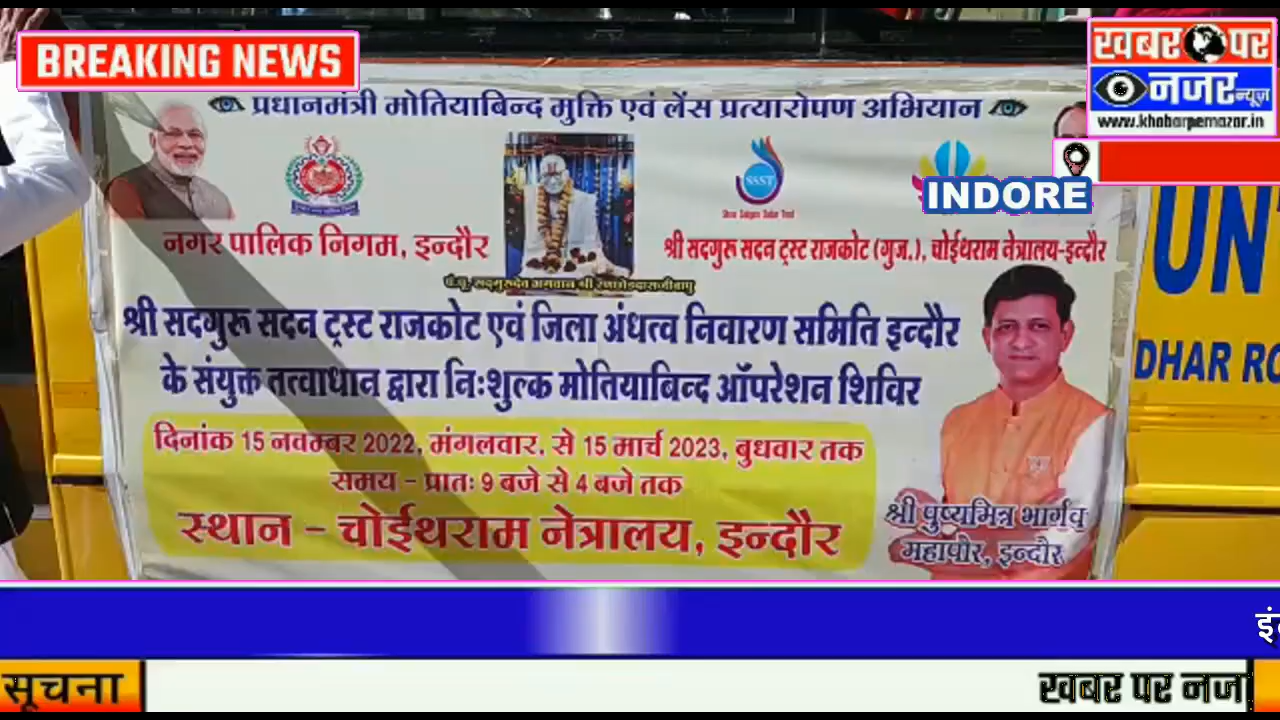 BREAKING NEWS
खबर पर
नजर न्यूज
www.khabarpernazar.in
INDORE
प्रधानमंत्री मोतियाबिन्द मुक्ति एवं लेंस प्रत्यारोपण अभियान
SSST
नगर पालिक निगम, इन्दौर
श्री सदगुरू सदन ट्रस्ट राजकोट (गुज.), चोईथराम नेत्रालय-इन्दौर
श्री सदगुरू सदन ट्रस्ट राजकोट एवं जिला अंधत्व निवारण समिति इन्दौर
के संयुक्त तत्वाधान द्वारा निःशुल्क मोतियाबिन्द ऑपरेशन शिविर
दिनांक 15 नवम्बर 2022, मंगलवार, से 15 मार्च 2023, बुधवार तक
समय - प्रातः 9 बजे से 4 बजे तक
स्थान - चोईथराम नेत्रालय, इन्दौर
श्री पुष्यमित्र भार्गव
महापौर, इन्दौर
UN
DHAR RO
सूचना
खबर पर नज